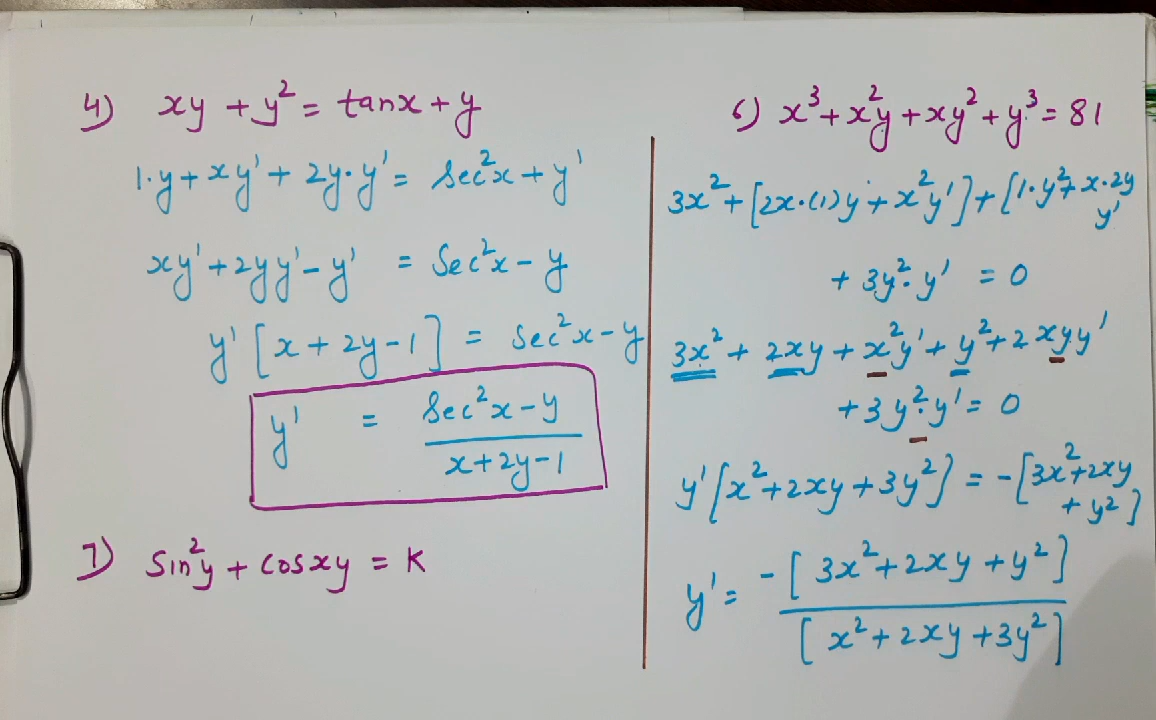 4) xy + y² = tanx + y
1·y + xy' + 2y·y' = sec²x + y'
xy' + 2yy' - y' = Sec²x - y
y' [x + 2y - 1] = sec²x - y
y' = Sec²x - y / x + 2y - 1
7) sin²y + cosxy = K
6) x³ + x²y + xy² + y³ = 81
3x² + [2x·(1)y + x²y'] + [1·y² + x·2y
y'
+ 3y²·y' = 0
3x² + 2xy + x²y' + y² + 2xyy'
+ 3y²·y' = 0
y' [x² + 2xy + 3y²] = -[3x² + 2xy
+ y²]
y' = -[3x² + 2xy + y²] / [x² + 2xy + 3y²]